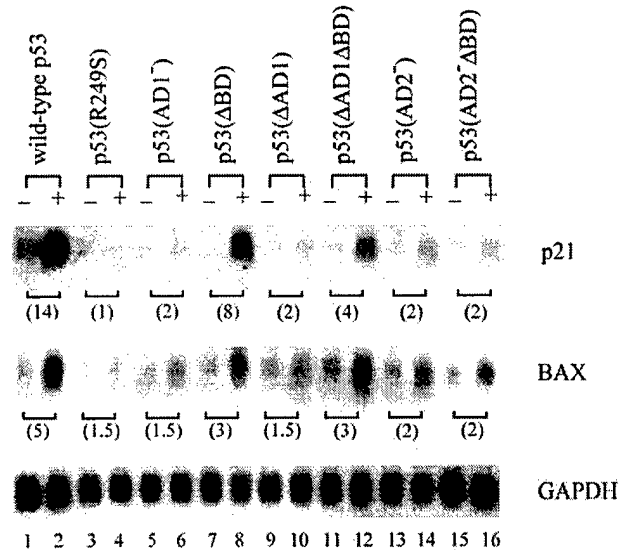 wild-type p53
p53(R249S)
p53(AD1⁻)
p53(ΔBD)
p53(ΔAD1)
p53(ΔAD1ΔBD)
p53(AD2⁻)
p53(AD2⁻ΔBD)
− + − + − + − + − + − + − + − +
p21
(14) (1) (2) (8) (2) (4) (2) (2)
BAX
(5) (1.5) (1.5) (3) (1.5) (3) (2) (2)
GAPDH
1 2 3 4 5 6 7 8 9 10 11 12 13 14 15 16